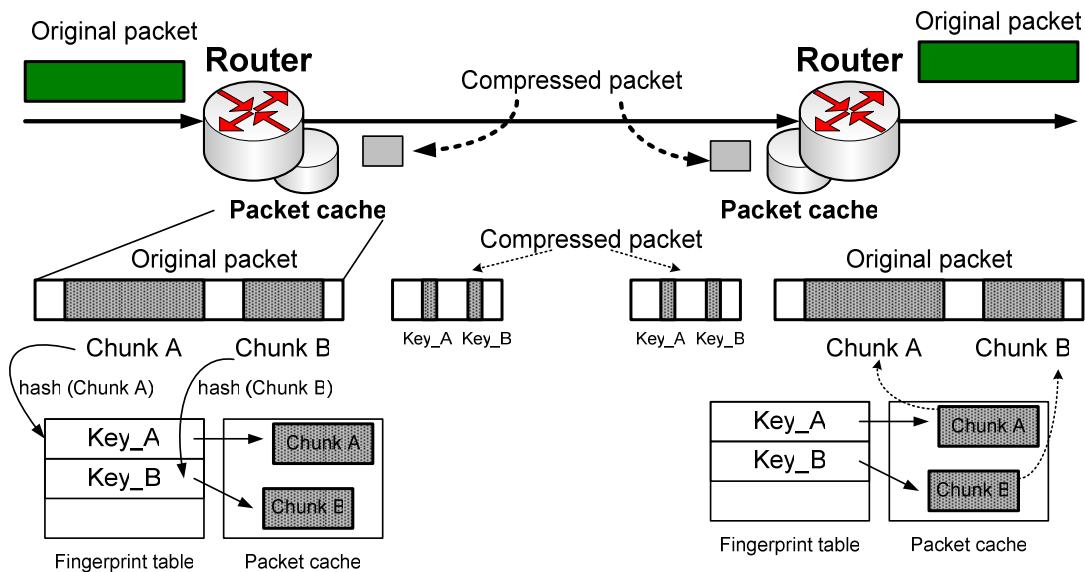 Original packet
Router
Compressed packet
Router
Original packet
Packet cache
Packet cache
Original packet
Compressed packet
Original packet
Key_A
Key_B
Key_A
Key_B
Chunk A
Chunk B
Chunk A
Chunk B
hash (Chunk A)
hash (Chunk B)
Key_A
Chunk A
Key_B
Chunk B
Key_A
Chunk A
Key_B
Chunk B
Fingerprint table
Packet cache
Fingerprint table
Packet cache